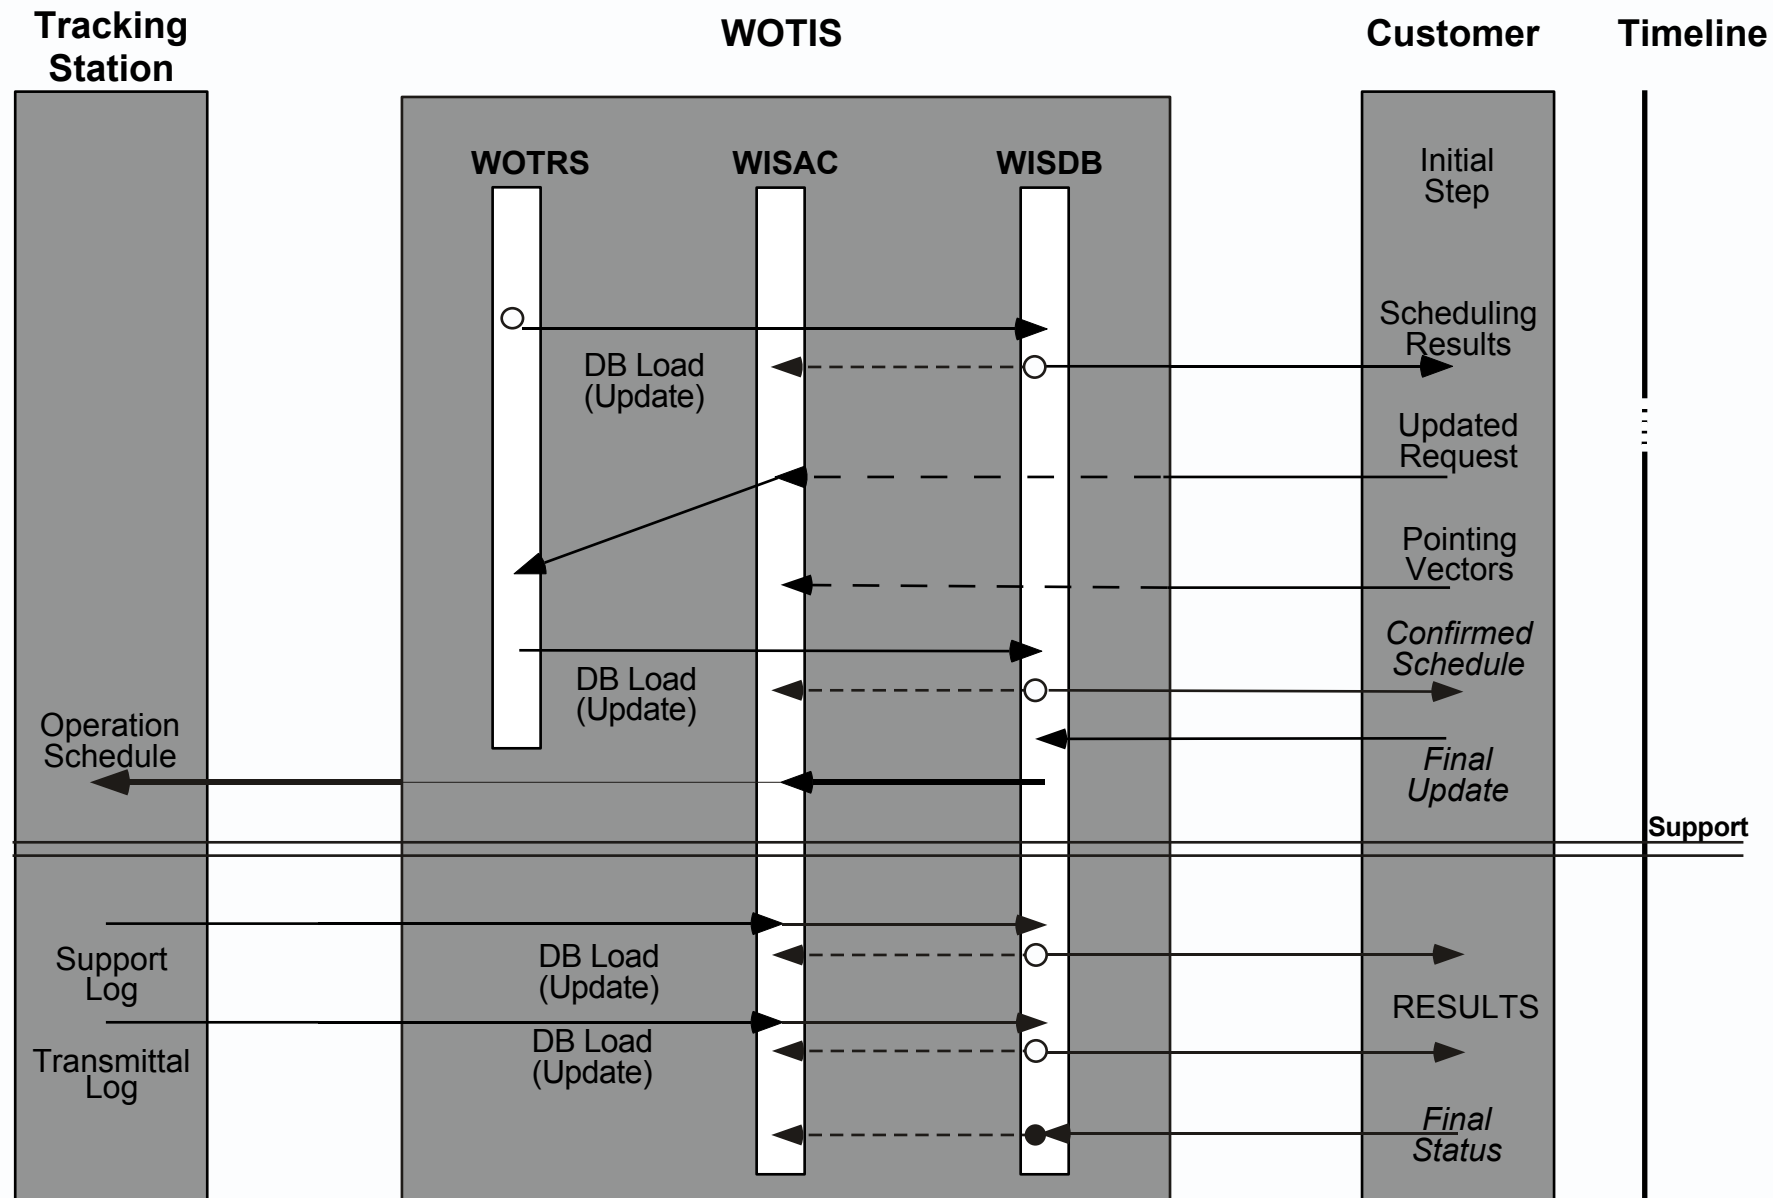 Tracking
Station
WOTIS
Customer
Timeline
WOTRS
WISAC
WISDB
Initial
Step
Scheduling
Results
DB Load
(Update)
Updated
Request
Pointing
Vectors
Confirmed
Schedule
DB Load
(Update)
Operation
Schedule
Final
Update
Support
Support
Log
DB Load
(Update)
RESULTS
Transmittal
Log
DB Load
(Update)
Final
Status